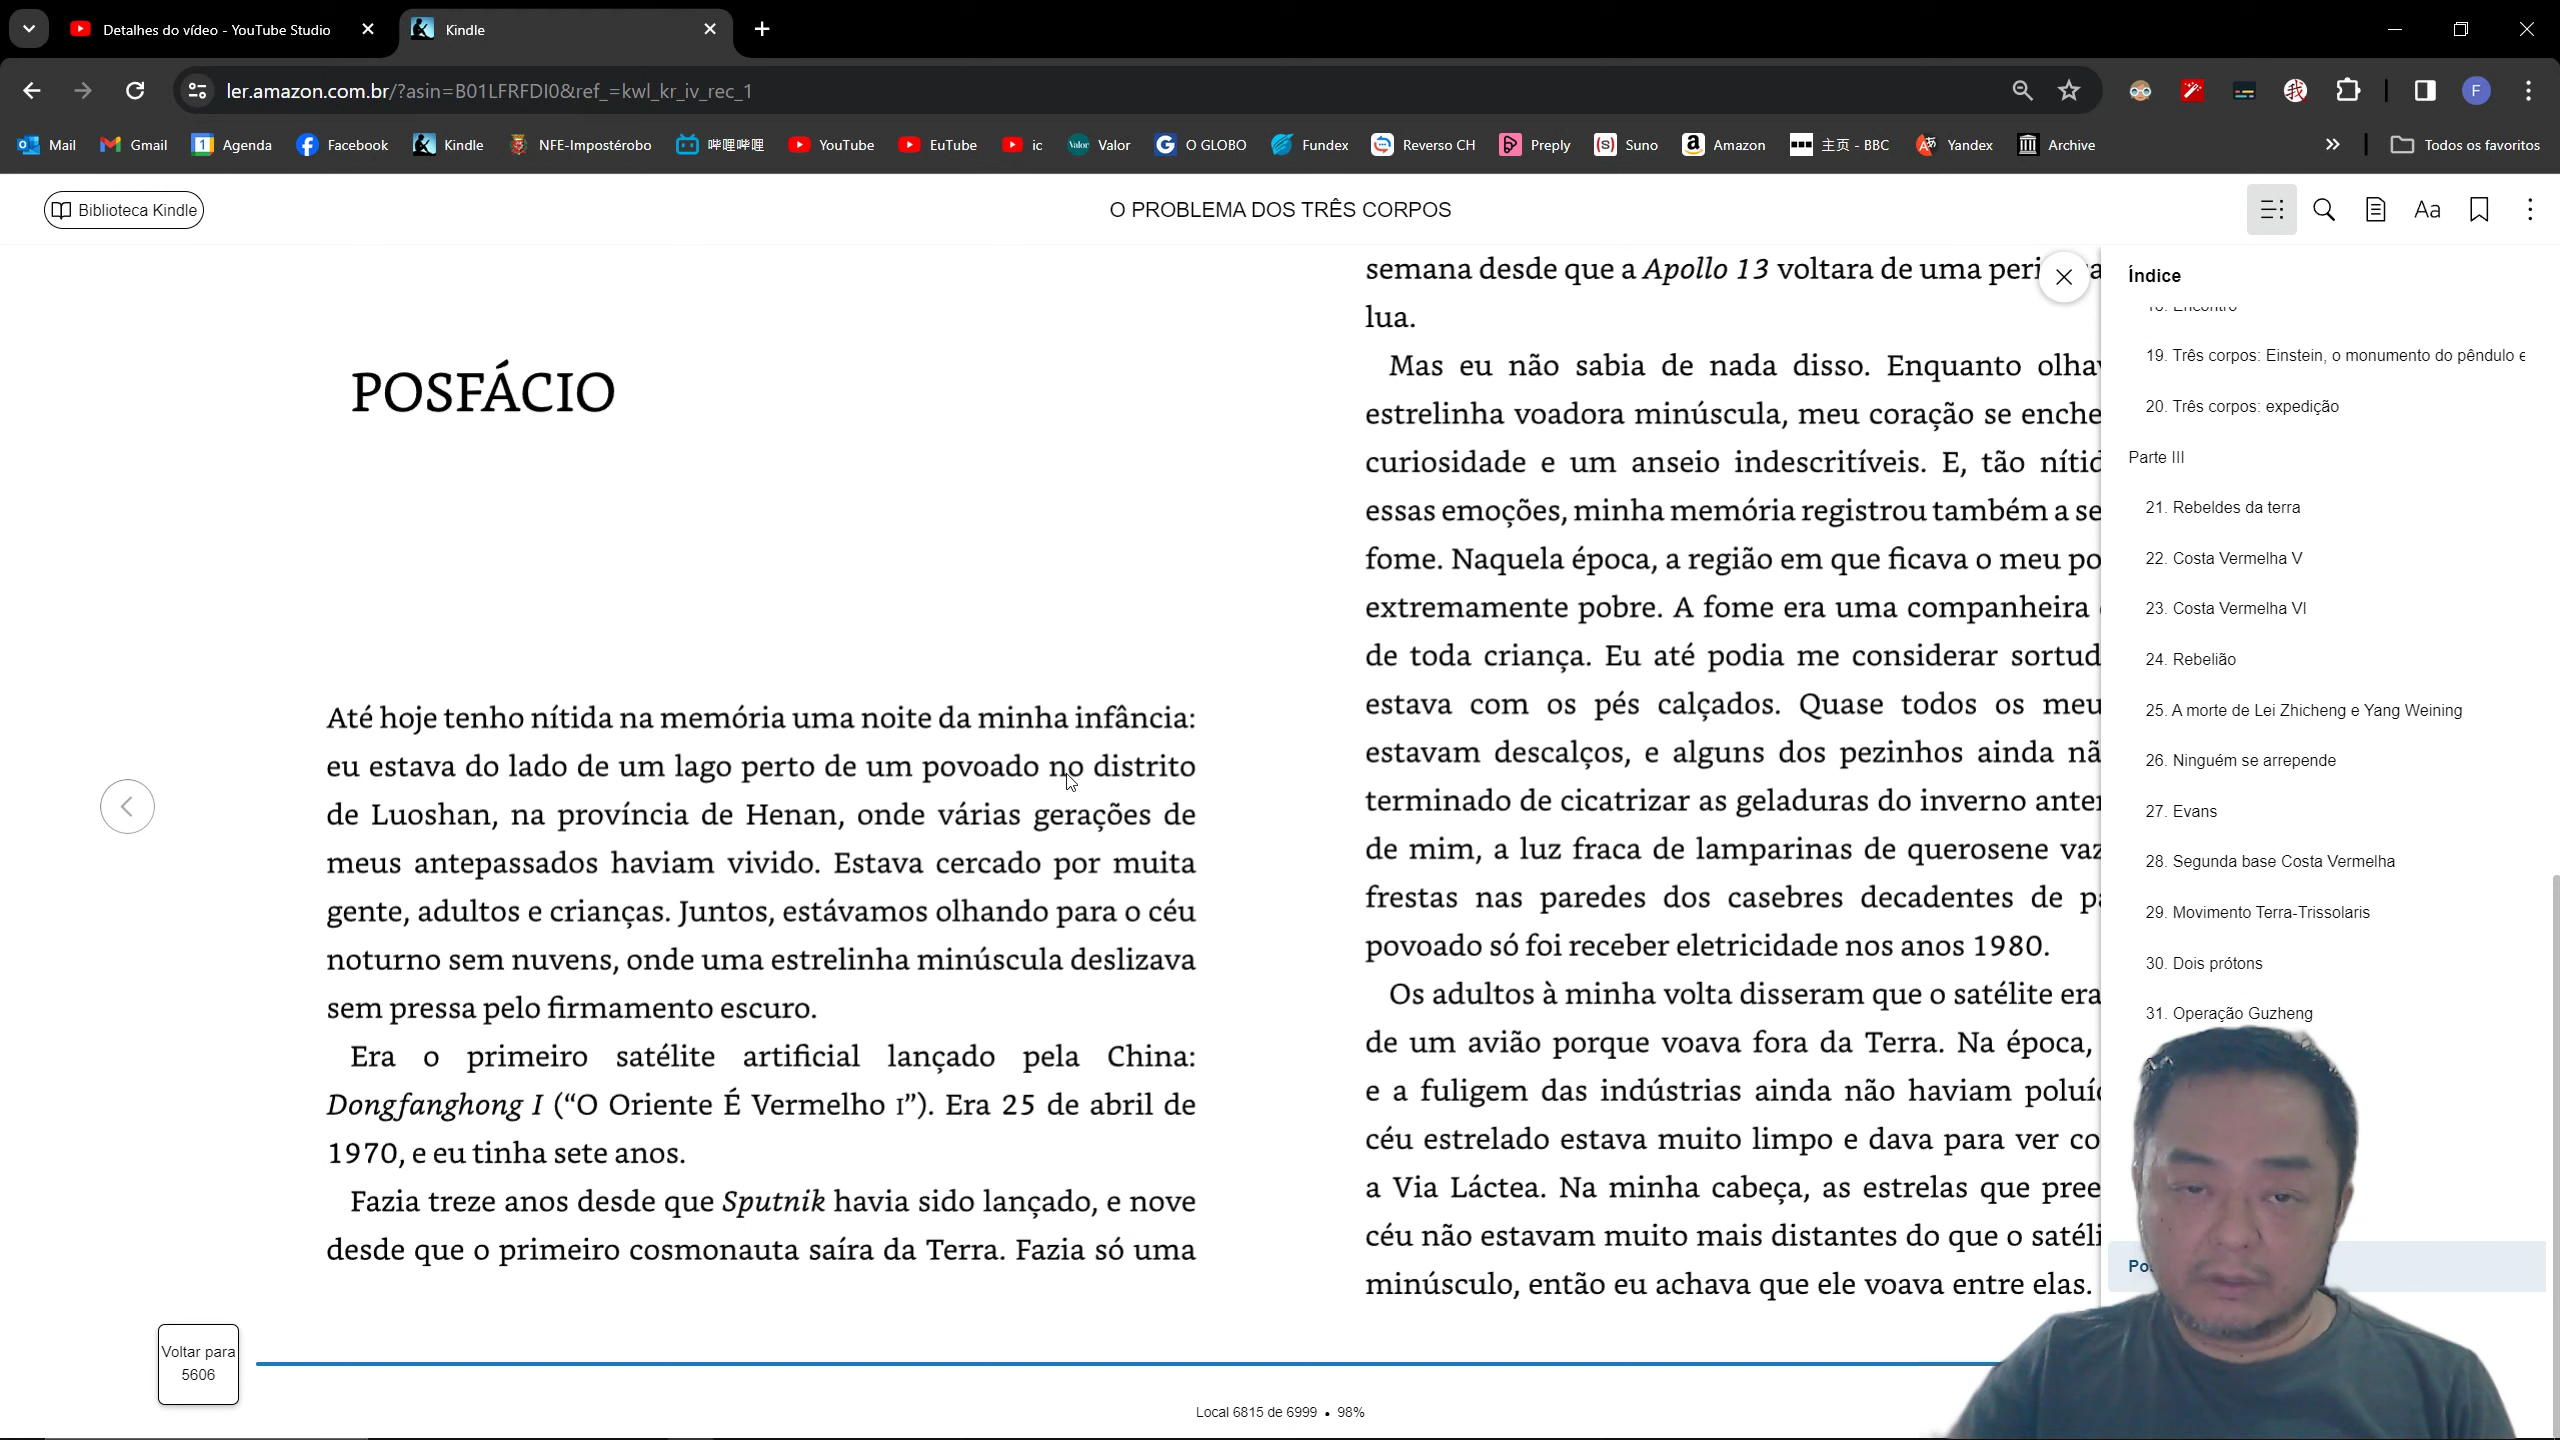 Detalhes do vídeo - YouTube Studio
Kindle
ler.amazon.com.br/?asin=B01LFRFDI0&ref_=kwl_kr_iv_rec_1
F
Mail
Gmail
Agenda
Facebook
Kindle
NFE-Impostérobo
哔哩哔哩
YouTube
EuTube
ic
Valor
O GLOBO
Fundex
Reverso CH
Preply
Suno
Amazon
主页 - BBC
Yandex
Archive
Todos os favoritos
Biblioteca Kindle
O PROBLEMA DOS TRÊS CORPOS
Aa
POSFÁCIO
Até hoje tenho nítida na memória uma noite da minha infância:
eu estava do lado de um lago perto de um povoado no distrito
de Luoshan, na província de Henan, onde várias gerações de
meus antepassados haviam vivido. Estava cercado por muita
gente, adultos e crianças. Juntos, estávamos olhando para o céu
noturno sem nuvens, onde uma estrelinha minúscula deslizava
sem pressa pelo firmamento escuro.
Era o primeiro satélite artificial lançado pela China:
Dongfanghong I (“O Oriente É Vermelho I”). Era 25 de abril de
1970, e eu tinha sete anos.
Fazia treze anos desde que Sputnik havia sido lançado, e nove
desde que o primeiro cosmonauta saíra da Terra. Fazia só uma
semana desde que a Apollo 13 voltara de uma
lua.
Mas eu não sabia de nada disso. Enquanto
estrelinha voadora minúscula, meu coração se
curiosidade e um anseio indescritíveis. E, tão
essas emoções, minha memória registrou também a
fome. Naquela época, a região em que ficava o meu
extremamente pobre. A fome era uma companheira
de toda criança. Eu até podia me considerar
estava com os pés calçados. Quase todos os
estavam descalços, e alguns dos pezinhos ainda
terminado de cicatrizar as geladuras do inverno
de mim, a luz fraca de lamparinas de querosene
frestas nas paredes dos casebres decadentes de
povoado só foi receber eletricidade nos anos 1980.
Os adultos à minha volta disseram que o satélite era
de um avião porque voava fora da Terra. Na época,
e a fuligem das indústrias ainda não haviam
céu estrelado estava muito limpo e dava para ver
a Via Láctea. Na minha cabeça, as estrelas que
céu não estavam muito mais distantes do que o
minúsculo, então eu achava que ele voava entre elas.
Índice
19. Três corpos: Einstein, o monumento do pêndulo e
20. Três corpos: expedição
Parte III
21. Rebeldes da terra
22. Costa Vermelha V
23. Costa Vermelha VI
24. Rebelião
25. A morte de Lei Zhicheng e Yang Weining
26. Ninguém se arrepende
27. Evans
28. Segunda base Costa Vermelha
29. Movimento Terra-Trissolaris
30. Dois prótons
31. Operação Guzheng
Voltar para
5606
Local 6815 de 6999 • 98%